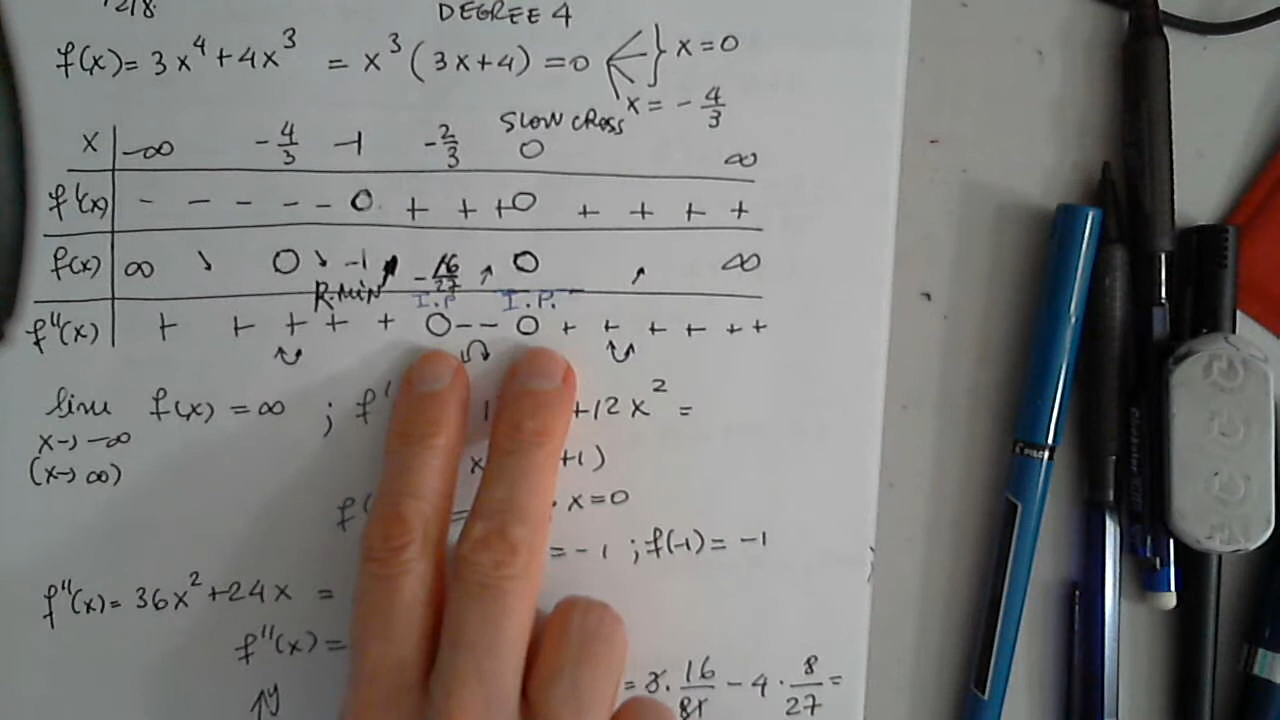 DEGREE 4
f(x) = 3x⁴ + 4x³ = x³(3x+4) = 0 } x = 0
x = -4/3
SLOW CROSS
x | -∞ -4/3 -1 -2/3 0 ∞
f'(x) | - - - - - 0 + + + 0 + + + +
f(x) | ∞ ↘ 0 ↘ -1 ↗ -16/27 ↗ 0 ↗ ∞
R.MIN I.P I.P.
f''(x) | + + + + + 0 - - 0 + + + + + +
lim f(x) = ∞ ; f' +12x² =
x→-∞
(x→∞) x +1)
f' = x=0
= -1 ; f(-1) = -1
f''(x) = 36x² + 24x =
f''(x) =
= 3·16/81 - 4·8/27 =
y